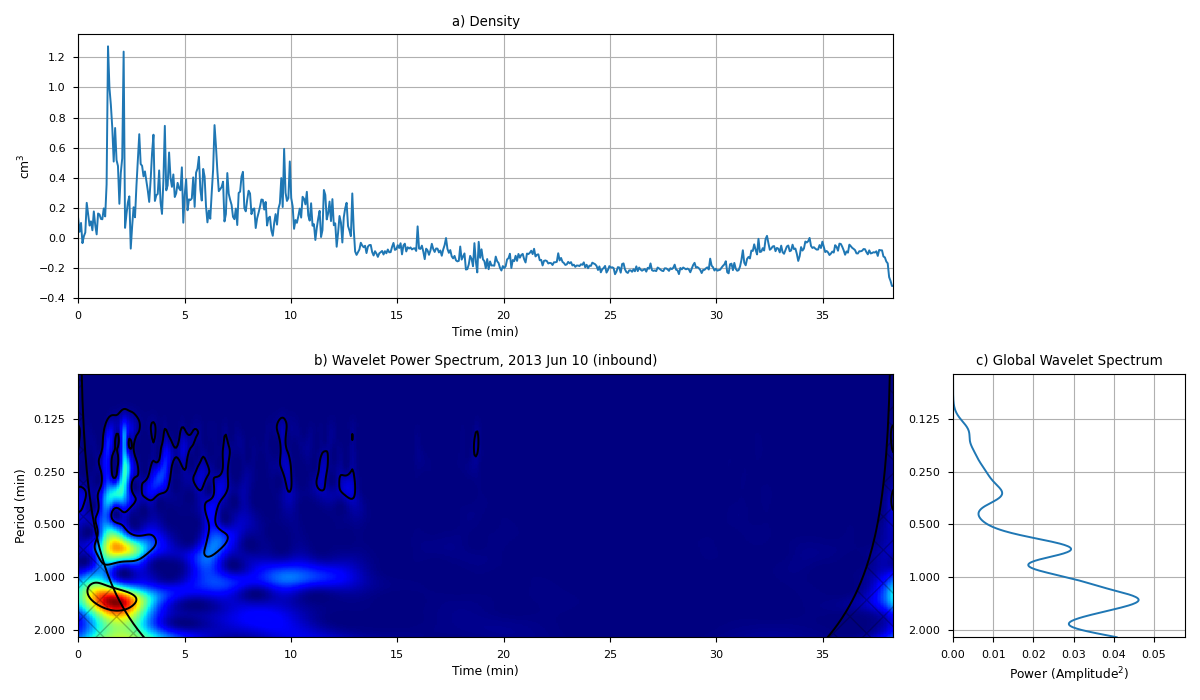 a) Density
1.2
1.0
0.8
0.6
0.4
0.2
0.0
−0.2
−0.4
cm³
0 5 10 15 20 25 30 35
Time (min)
b) Wavelet Power Spectrum, 2013 Jun 10 (inbound)
0.125
0.250
0.500
1.000
2.000
Period (min)
0 5 10 15 20 25 30 35
Time (min)
c) Global Wavelet Spectrum
0.125
0.250
0.500
1.000
2.000
0.00 0.01 0.02 0.03 0.04 0.05
Power (Amplitude²)